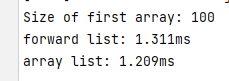 Size of first array: 100
forward list: 1.311ms
array list: 1.209ms